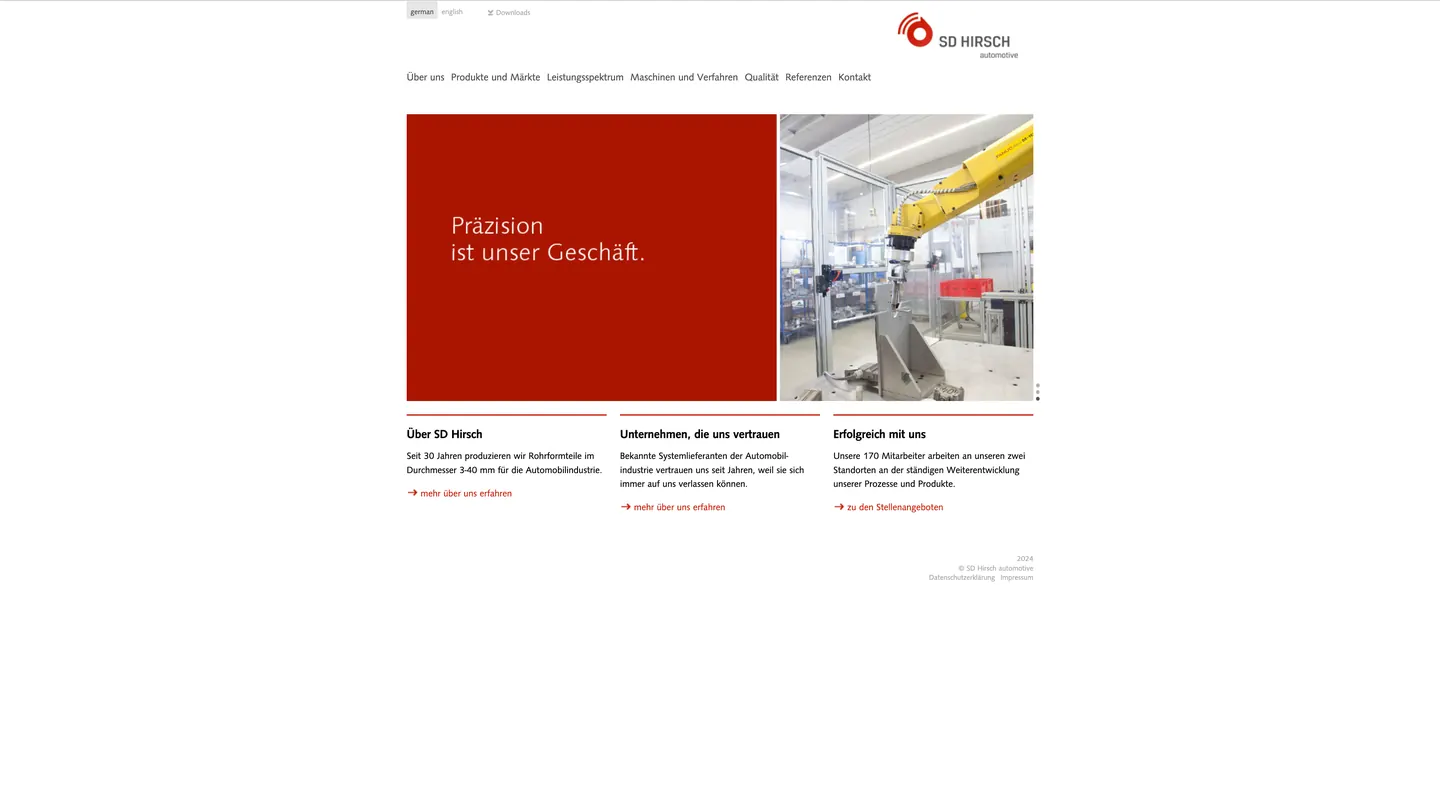 german english Downloads
SD HIRSCH
automotive
Über uns Produkte und Märkte Leistungsspektrum Maschinen und Verfahren Qualität Referenzen Kontakt
Präzision
ist unser Geschäft.
Über SD Hirsch
Seit 30 Jahren produzieren wir Rohrformteile im
Durchmesser 3-40 mm für die Automobilindustrie.
mehr über uns erfahren
Unternehmen, die uns vertrauen
Bekannte Systemlieferanten der Automobil-
industrie vertrauen uns seit Jahren, weil sie sich
immer auf uns verlassen können.
mehr über uns erfahren
Erfolgreich mit uns
Unsere 170 Mitarbeiter arbeiten an unseren zwei
Standorten an der ständigen Weiterentwicklung
unserer Prozesse und Produkte.
zu den Stellenangeboten
2024
© SD Hirsch automotive
Datenschutzerklärung Impressum